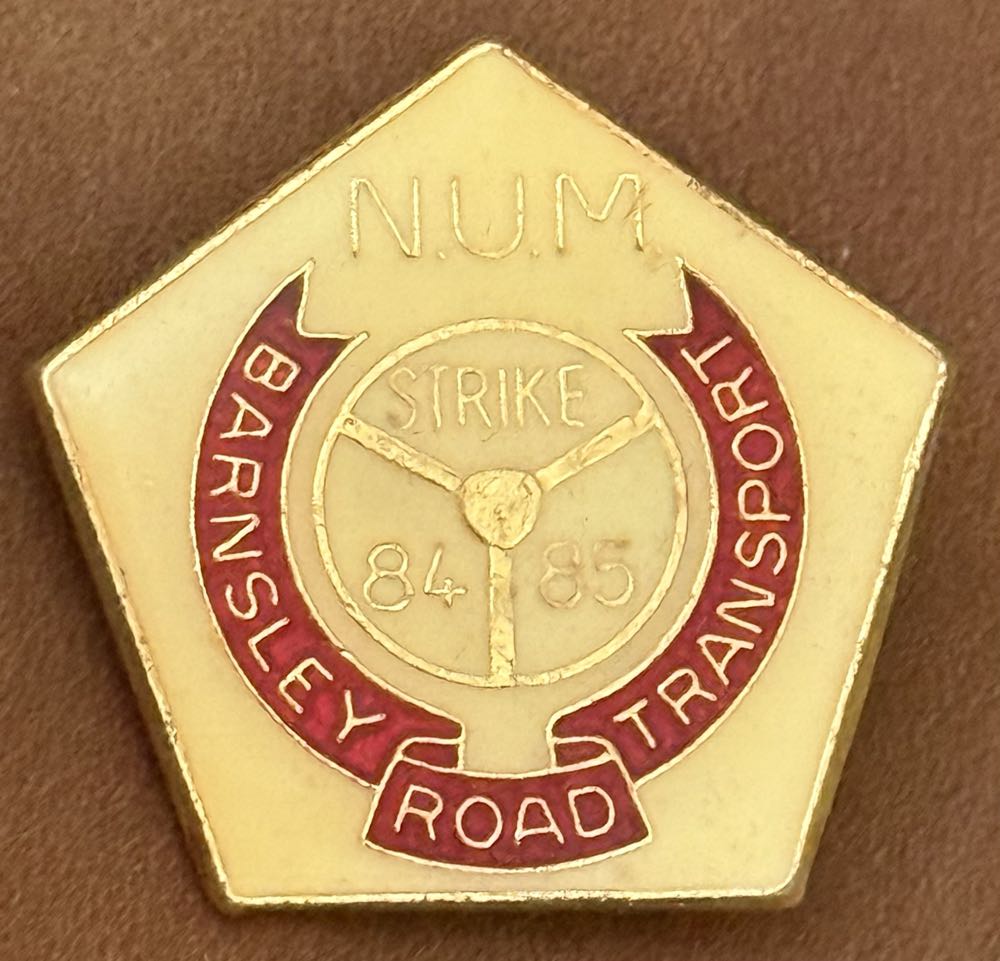 N.U.M.
STRIKE
84 85
BARNSLEY
ROAD
TRANSPORT